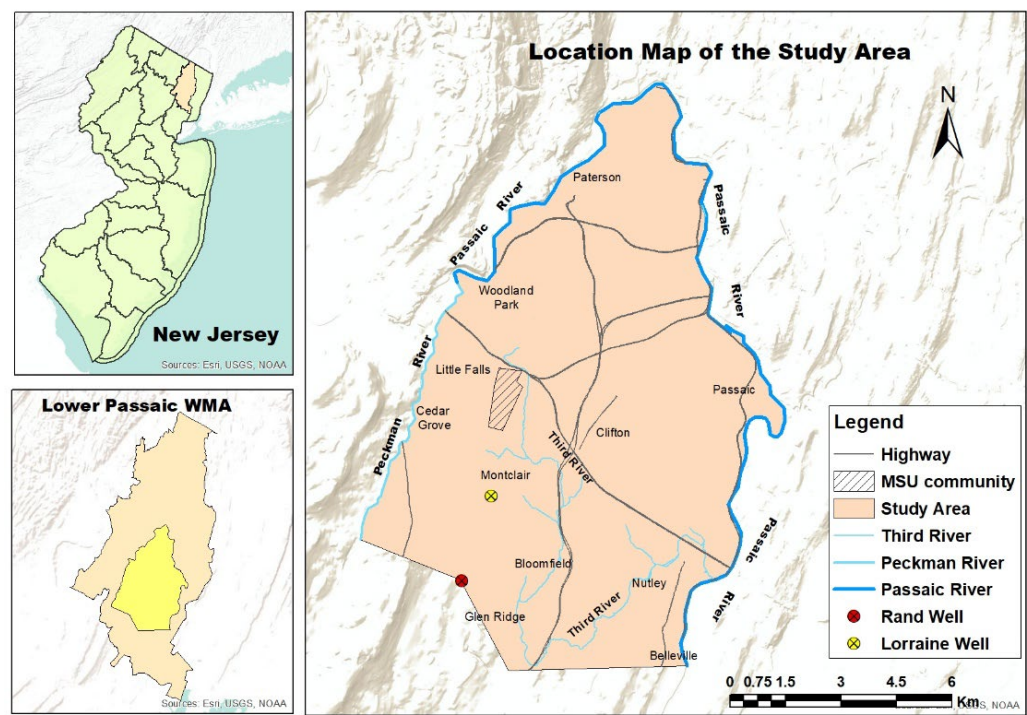 New Jersey
Sources: Esri, USGS, NOAA
Lower Passaic WMA
Sources: Esri, USGS, NOAA
Location Map of the Study Area
N
Paterson
Passaic
River
Passaic
River
Woodland
Park
Little Falls
Cedar
Grove
Peckman
River
Passaic
Clifton
Third River
Montclair
Bloomfield
Nutley
Glen Ridge
Third River
Belleville
Passaic
River
Legend
Highway
MSU community
Study Area
Third River
Peckman River
Passaic River
Rand Well
Lorraine Well
0 0.75 1.5 3 4.5 6
Km
USGS, NOAA